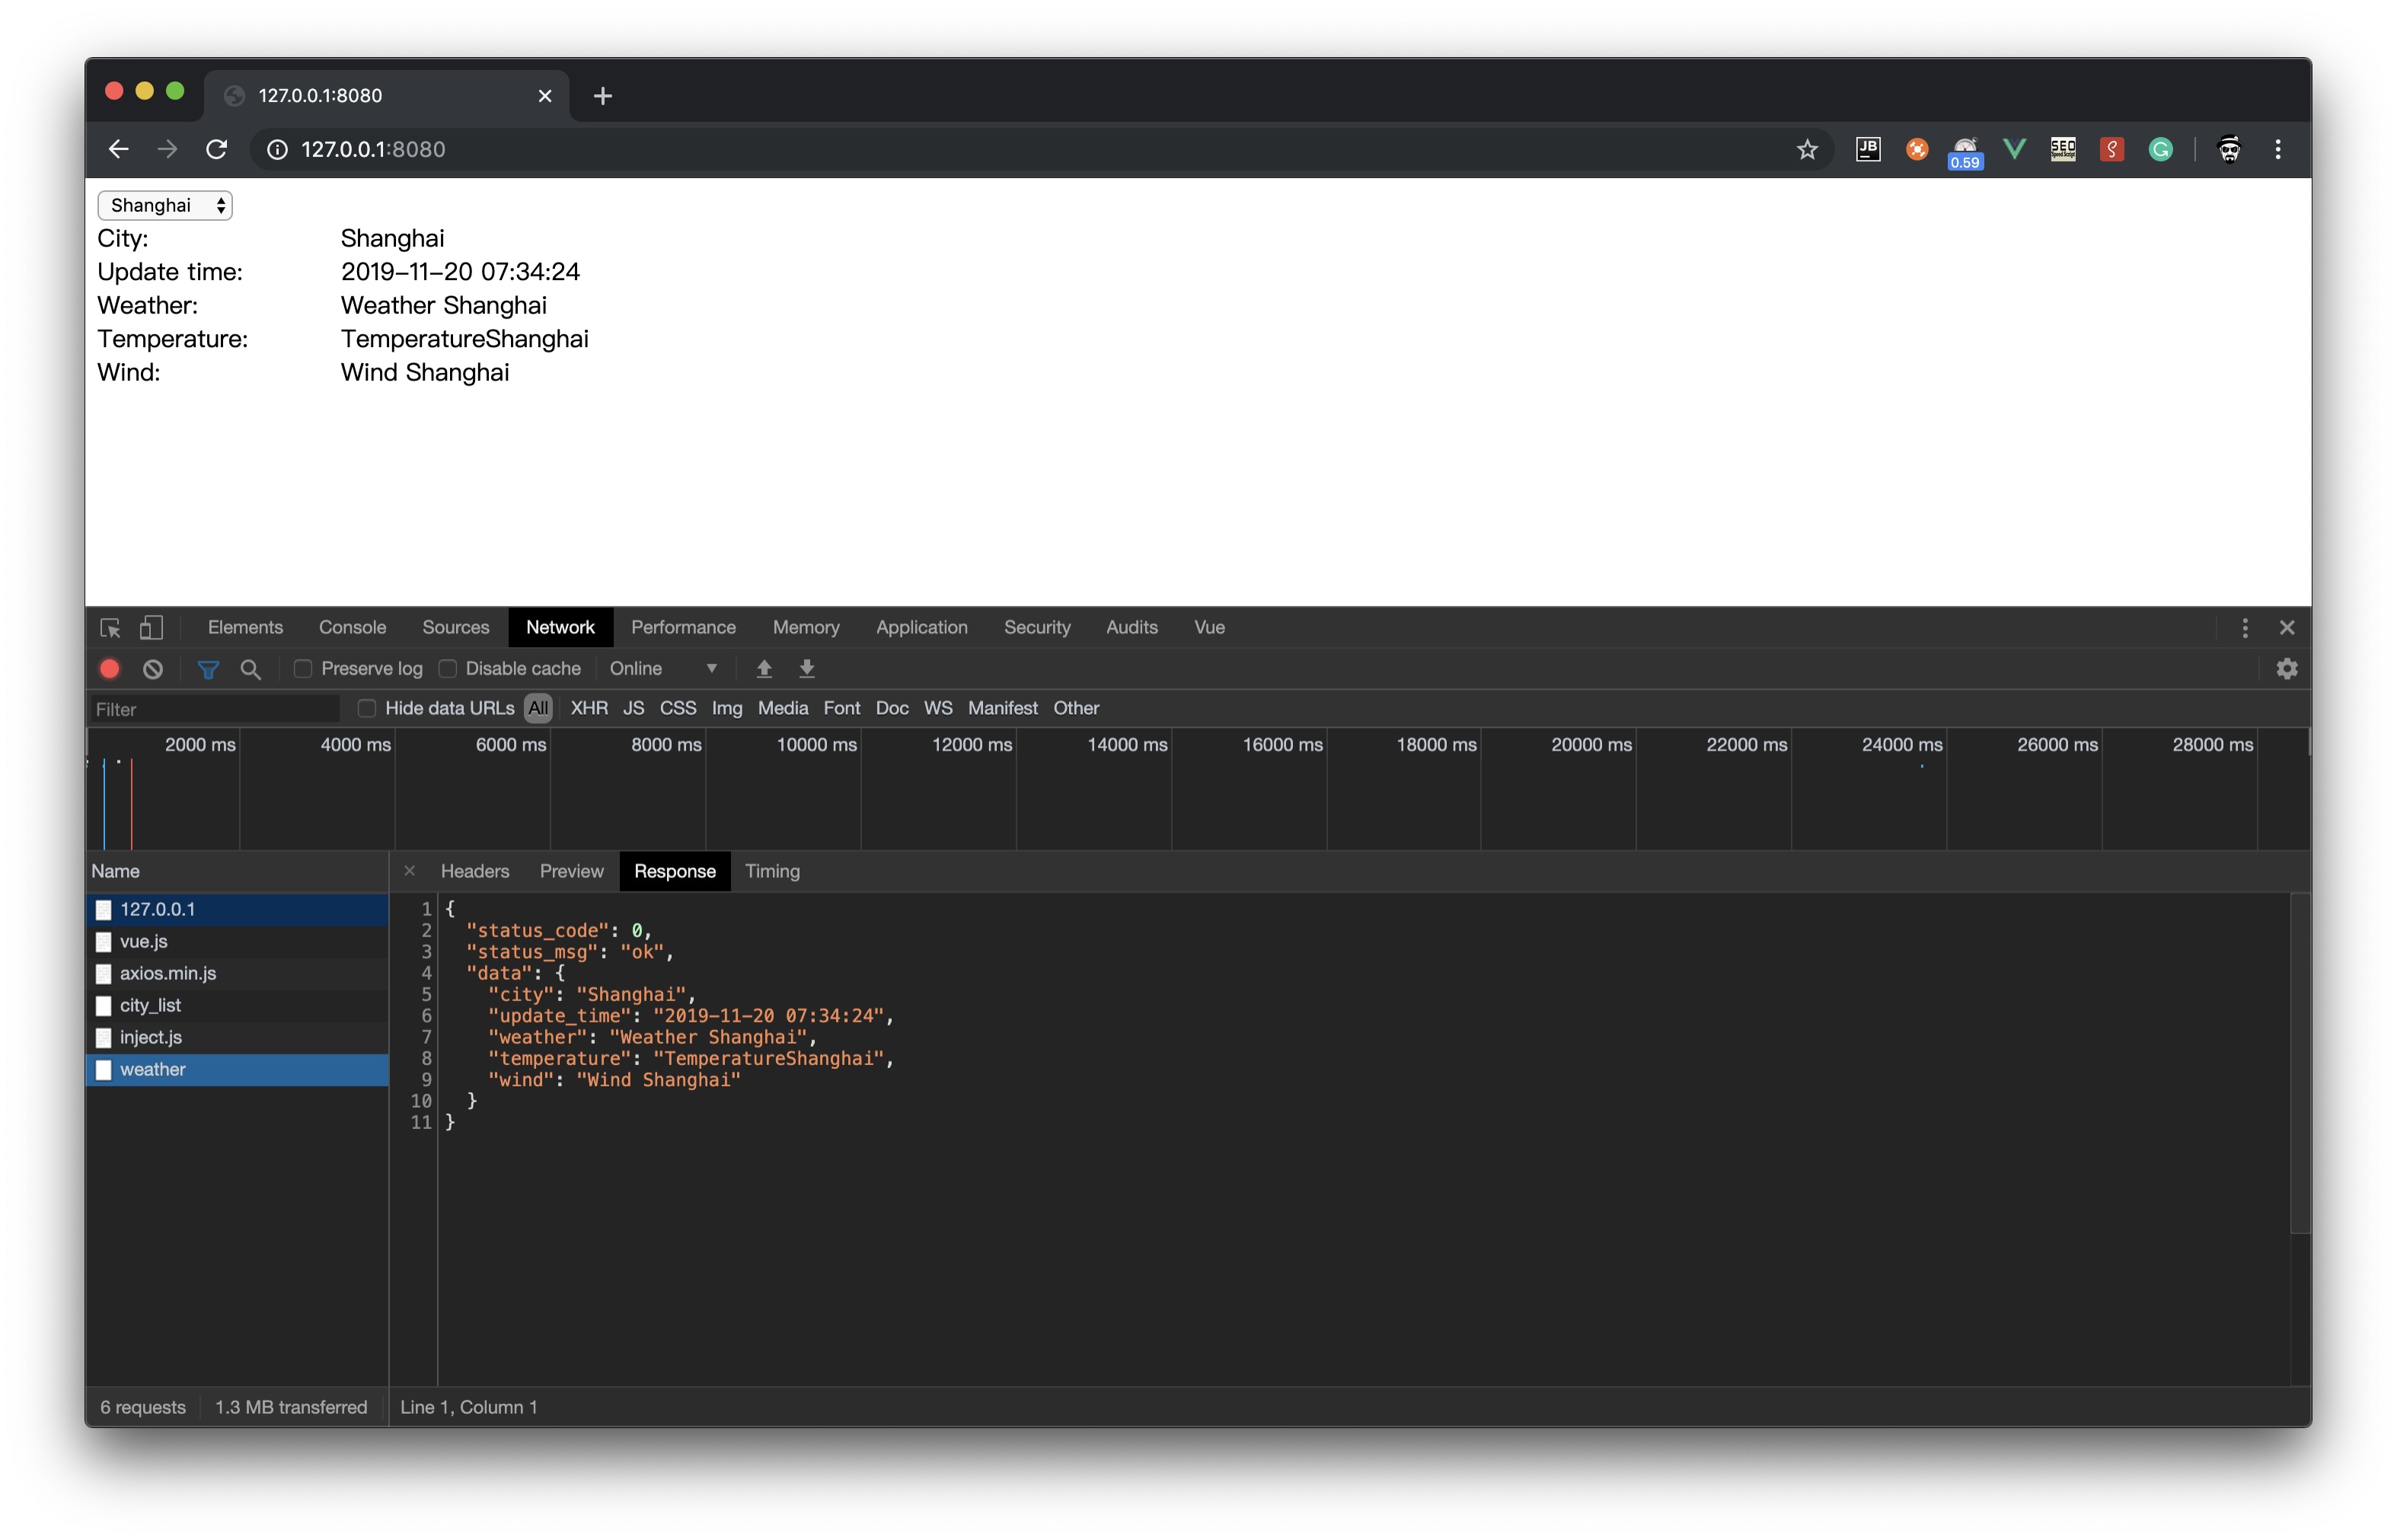 127.0.0.1:8080
127.0.0.1:8080
JB
0.59
SEO
G
Shanghai
City: Shanghai
Update time: 2019-11-20 07:34:24
Weather: Weather Shanghai
Temperature: TemperatureShanghai
Wind: Wind Shanghai
Elements Console Sources Network Performance Memory Application Security Audits Vue
Preserve log Disable cache Online
Filter Hide data URLs All XHR JS CSS Img Media Font Doc WS Manifest Other
2000 ms 4000 ms 6000 ms 8000 ms 10000 ms 12000 ms 14000 ms 16000 ms 18000 ms 20000 ms 22000 ms 24000 ms 26000 ms 28000 ms
Name
Headers Preview Response Timing
127.0.0.1
vue.js
axios.min.js
city_list
inject.js
weather
1 {
2 "status_code": 0,
3 "status_msg": "ok",
4 "data": {
5 "city": "Shanghai",
6 "update_time": "2019-11-20 07:34:24",
7 "weather": "Weather Shanghai",
8 "temperature": "TemperatureShanghai",
9 "wind": "Wind Shanghai"
10 }
11 }
6 requests 1.3 MB transferred Line 1, Column 1